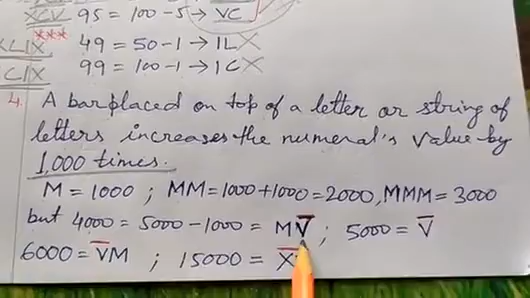 XCV 95 = 100 - 5 → VC
XLIX *** 49 = 50 - 1 → IL X
CIX 99 = 100 - 1 → IC X
4. A bar placed on top of a letter or string of
letters increases the numeral's value by
1,000 times.
M = 1000 ; MM = 1000 + 1000 = 2000, MMM = 3000
but 4000 = 5000 - 1000 = MV̅ ; 5000 = V̅
6000 = V̅M ; 15000 = X̅